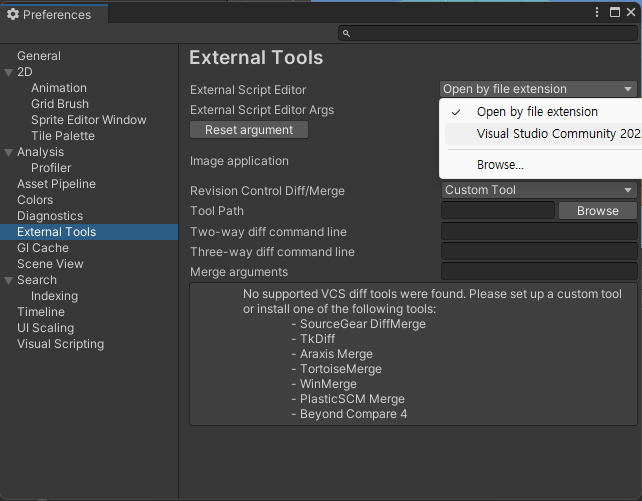 Preferences
General
2D
Animation
Grid Brush
Sprite Editor Window
Tile Palette
Analysis
Profiler
Asset Pipeline
Colors
Diagnostics
External Tools
GI Cache
Scene View
Search
Indexing
Timeline
UI Scaling
Visual Scripting
External Tools
External Script Editor
Open by file extension
Open by file extension
Visual Studio Community 202
Browse...
External Script Editor Args
Reset argument
Image application
Revision Control Diff/Merge
Custom Tool
Tool Path
Browse
Two-way diff command line
Three-way diff command line
Merge arguments
No supported VCS diff tools were found. Please set up a custom tool
or install one of the following tools:
- SourceGear DiffMerge
- TkDiff
- Araxis Merge
- TortoiseMerge
- WinMerge
- PlasticSCM Merge
- Beyond Compare 4